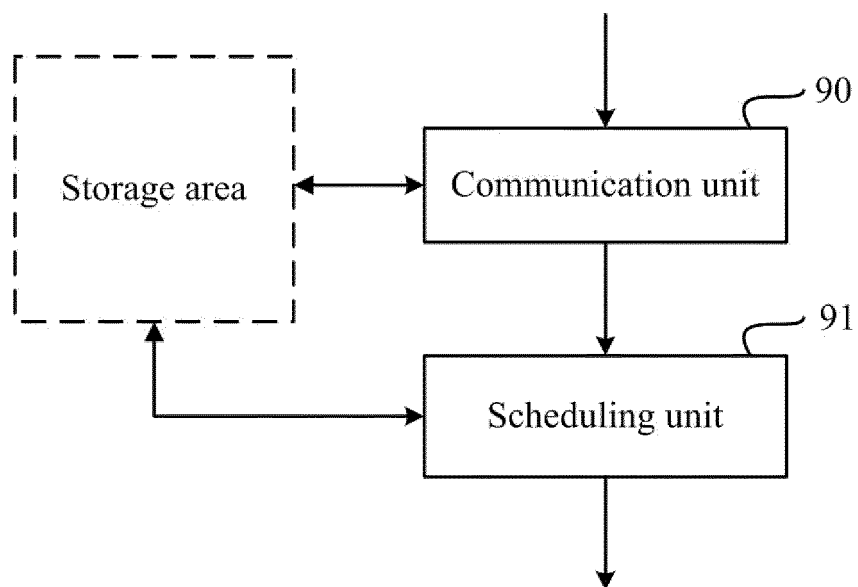 90
Storage area
Communication unit
91
Scheduling unit